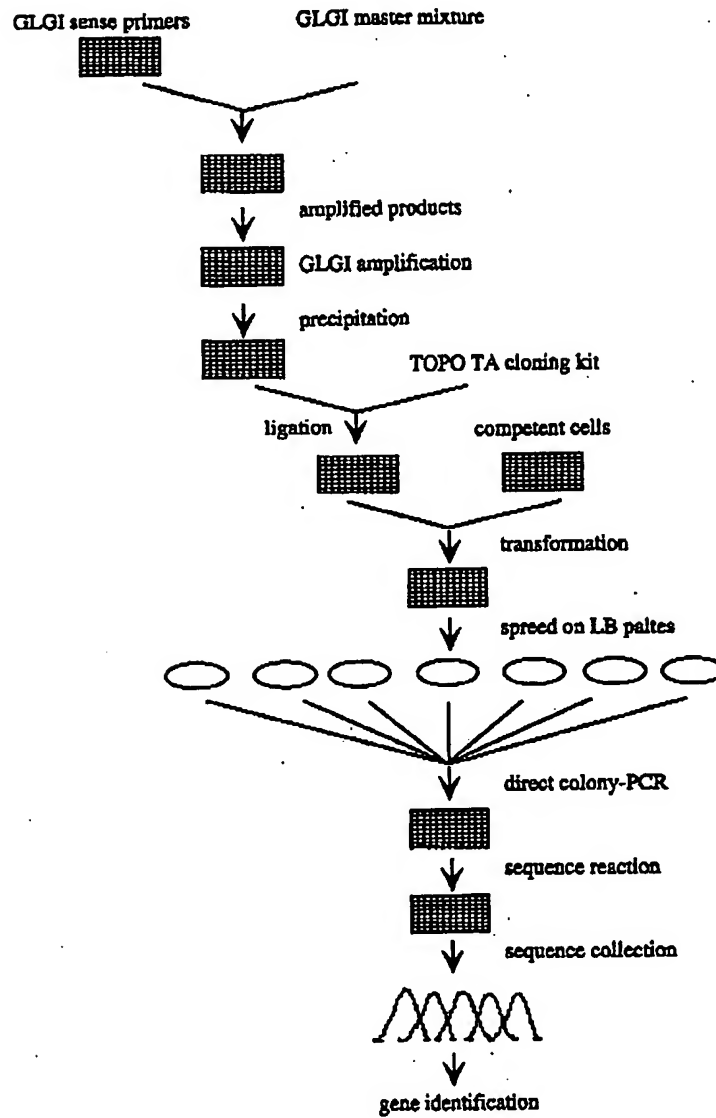 GLGI sense primers
GLGI master mixture
amplified products
GLGI amplification
precipitation
TOPO TA cloning kit
ligation
competent cells
transformation
spreed on LB paltes
direct colony-PCR
sequence reaction
sequence collection
gene identification